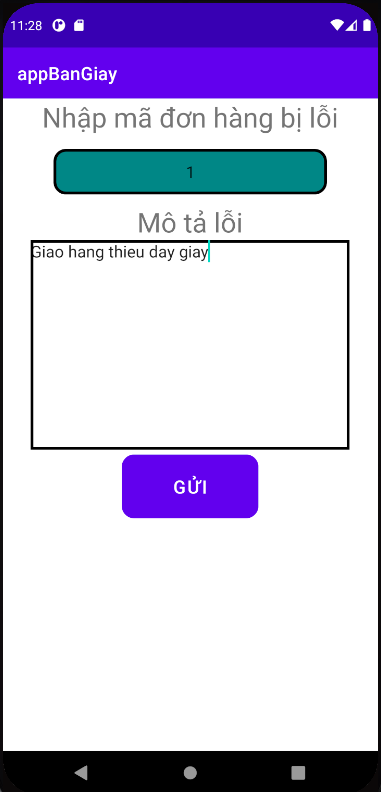 11:28
appBanGiay
Nhập mã đơn hàng bị lỗi
1
Mô tả lỗi
Giao hang thieu day giay
GỬI